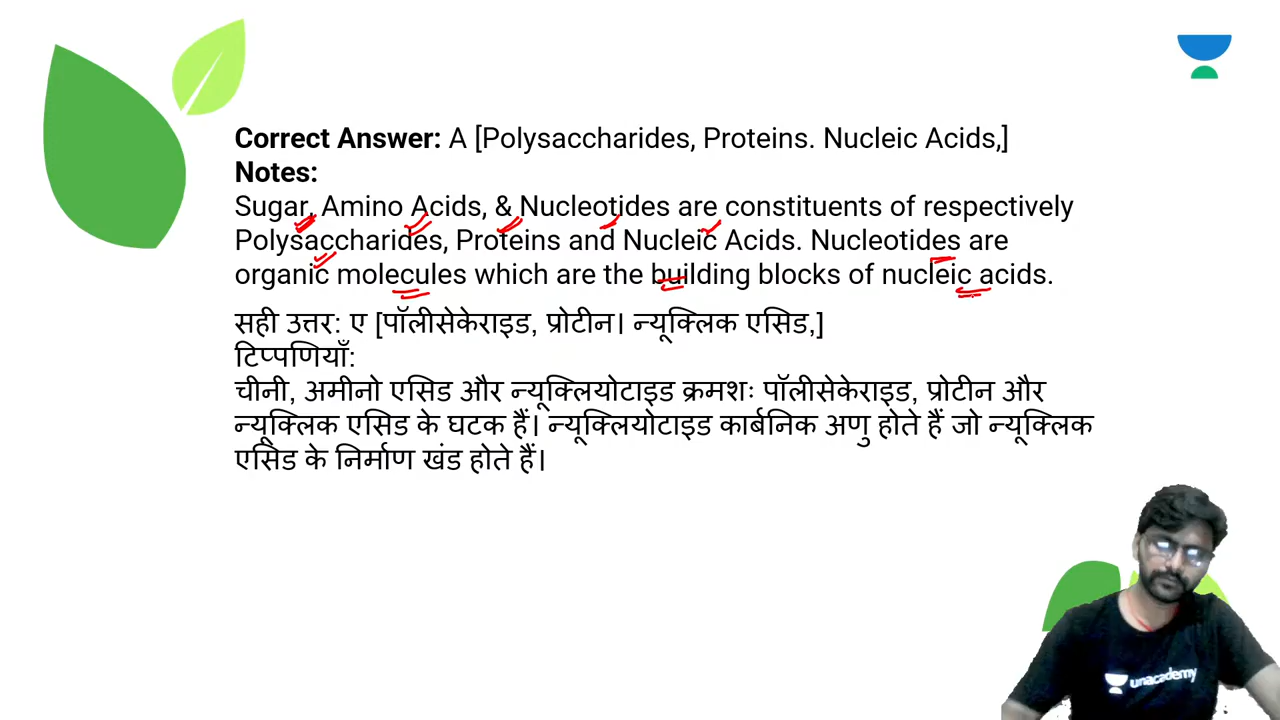 Correct Answer: A [Polysaccharides, Proteins. Nucleic Acids,]
Notes:
Sugar, Amino Acids, & Nucleotides are constituents of respectively
Polysaccharides, Proteins and Nucleic Acids. Nucleotides are
organic molecules which are the building blocks of nucleic acids.
सही उत्तर: ए [पॉलीसेकेराइड, प्रोटीन। न्यूक्लिक एसिड,]
टिप्पणियाँ:
चीनी, अमीनो एसिड और न्यूक्लियोटाइड क्रमशः पॉलीसेकेराइड, प्रोटीन और
न्यूक्लिक एसिड के घटक हैं। न्यूक्लियोटाइड कार्बनिक अणु होते हैं जो न्यूक्लिक
एसिड के निर्माण खंड होते हैं।
unacademy